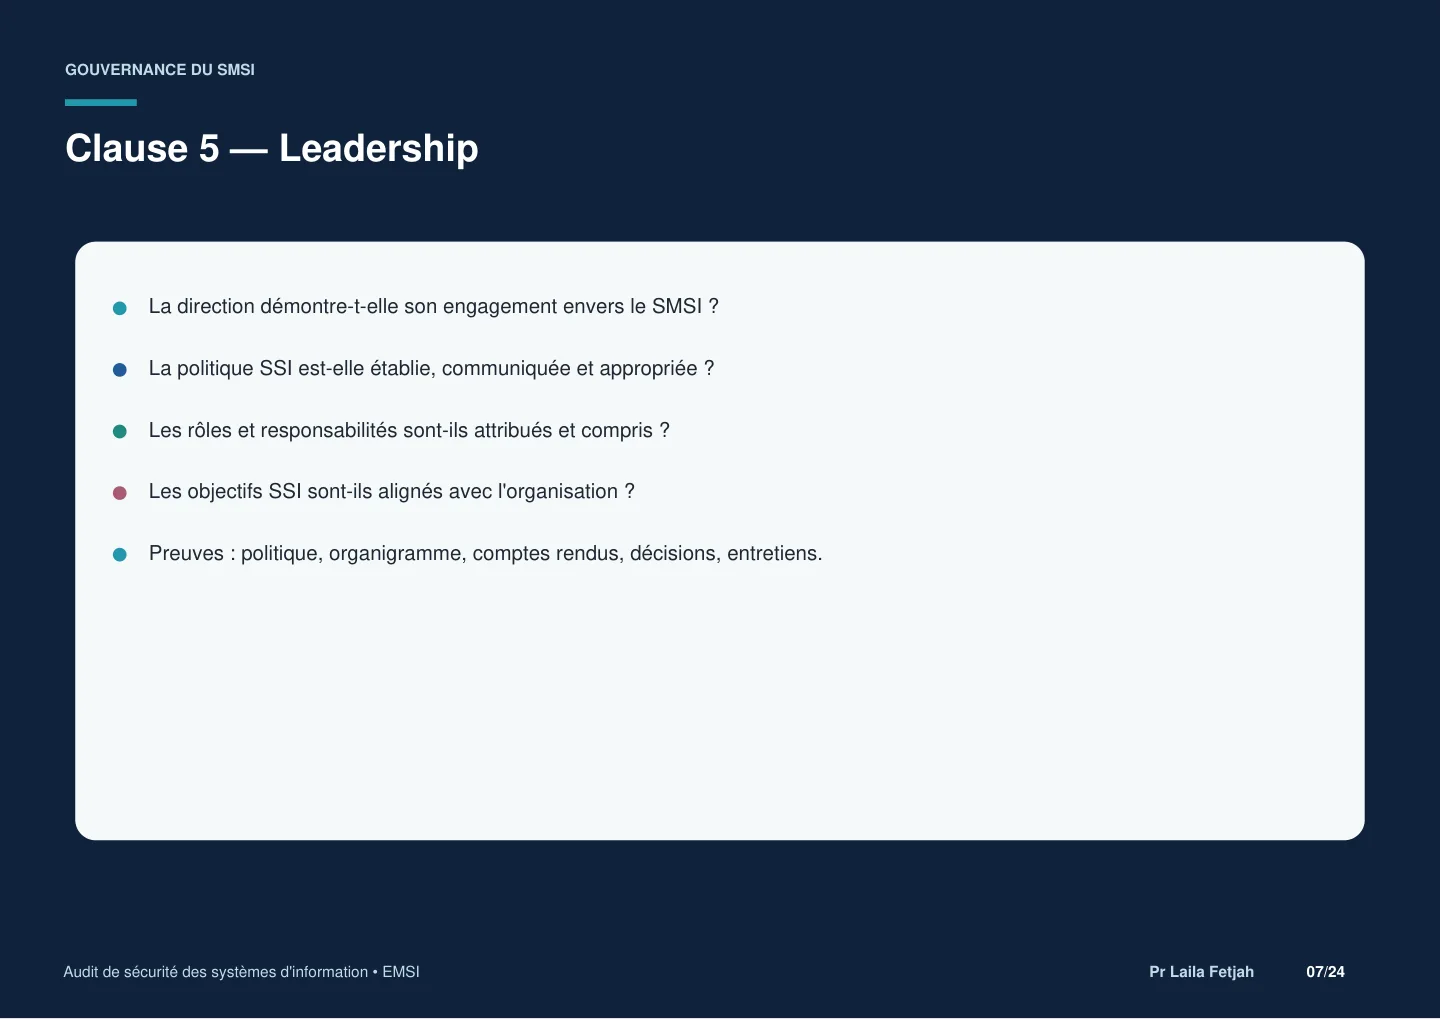 GOUVERNANCE DU SMSI
Clause 5 — Leadership
La direction démontre-t-elle son engagement envers le SMSI ?
La politique SSI est-elle établie, communiquée et appropriée ?
Les rôles et responsabilités sont-ils attribués et compris ?
Les objectifs SSI sont-ils alignés avec l'organisation ?
Preuves : politique, organigramme, comptes rendus, décisions, entretiens.
Audit de sécurité des systèmes d'information • EMSI
Pr Laila Fetjah
07/24